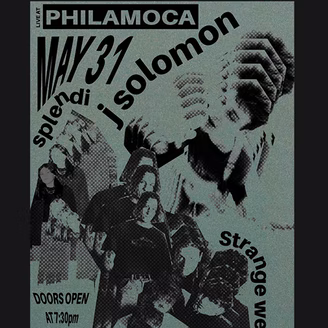 LIVE AT
PHILAMOCA
MAY 31
splendi
j solomon
Strange we
DOORS OPEN
AT 7:30pm